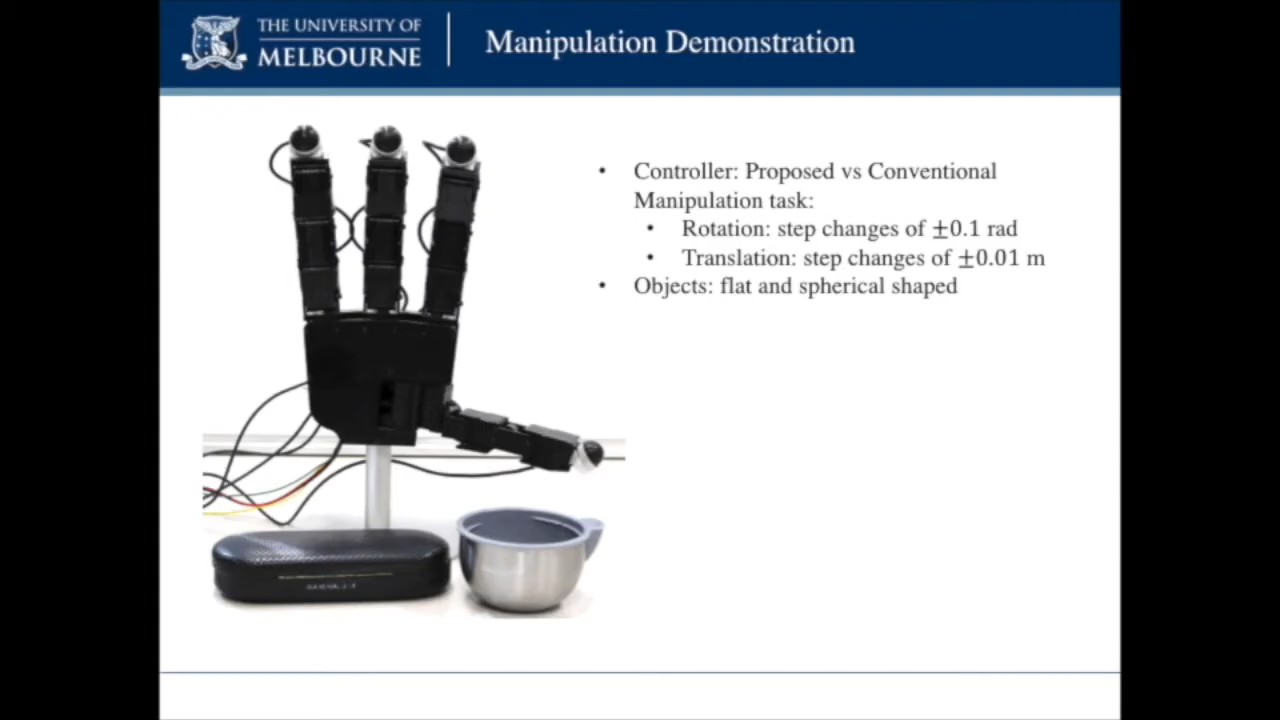 THE UNIVERSITY OF
MELBOURNE
Manipulation Demonstration
• Controller: Proposed vs Conventional
Manipulation task:
• Rotation: step changes of ±0.1 rad
• Translation: step changes of ±0.01 m
• Objects: flat and spherical shaped